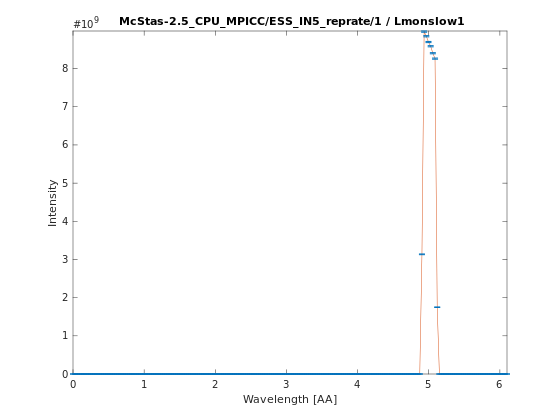 McStas-2.5_CPU_MPICC/ESS_IN5_reprate/1 / Lmonslow1
#10^9
8
7
6
5
4
3
2
1
0
Intensity
0 1 2 3 4 5 6
Wavelength [AA]